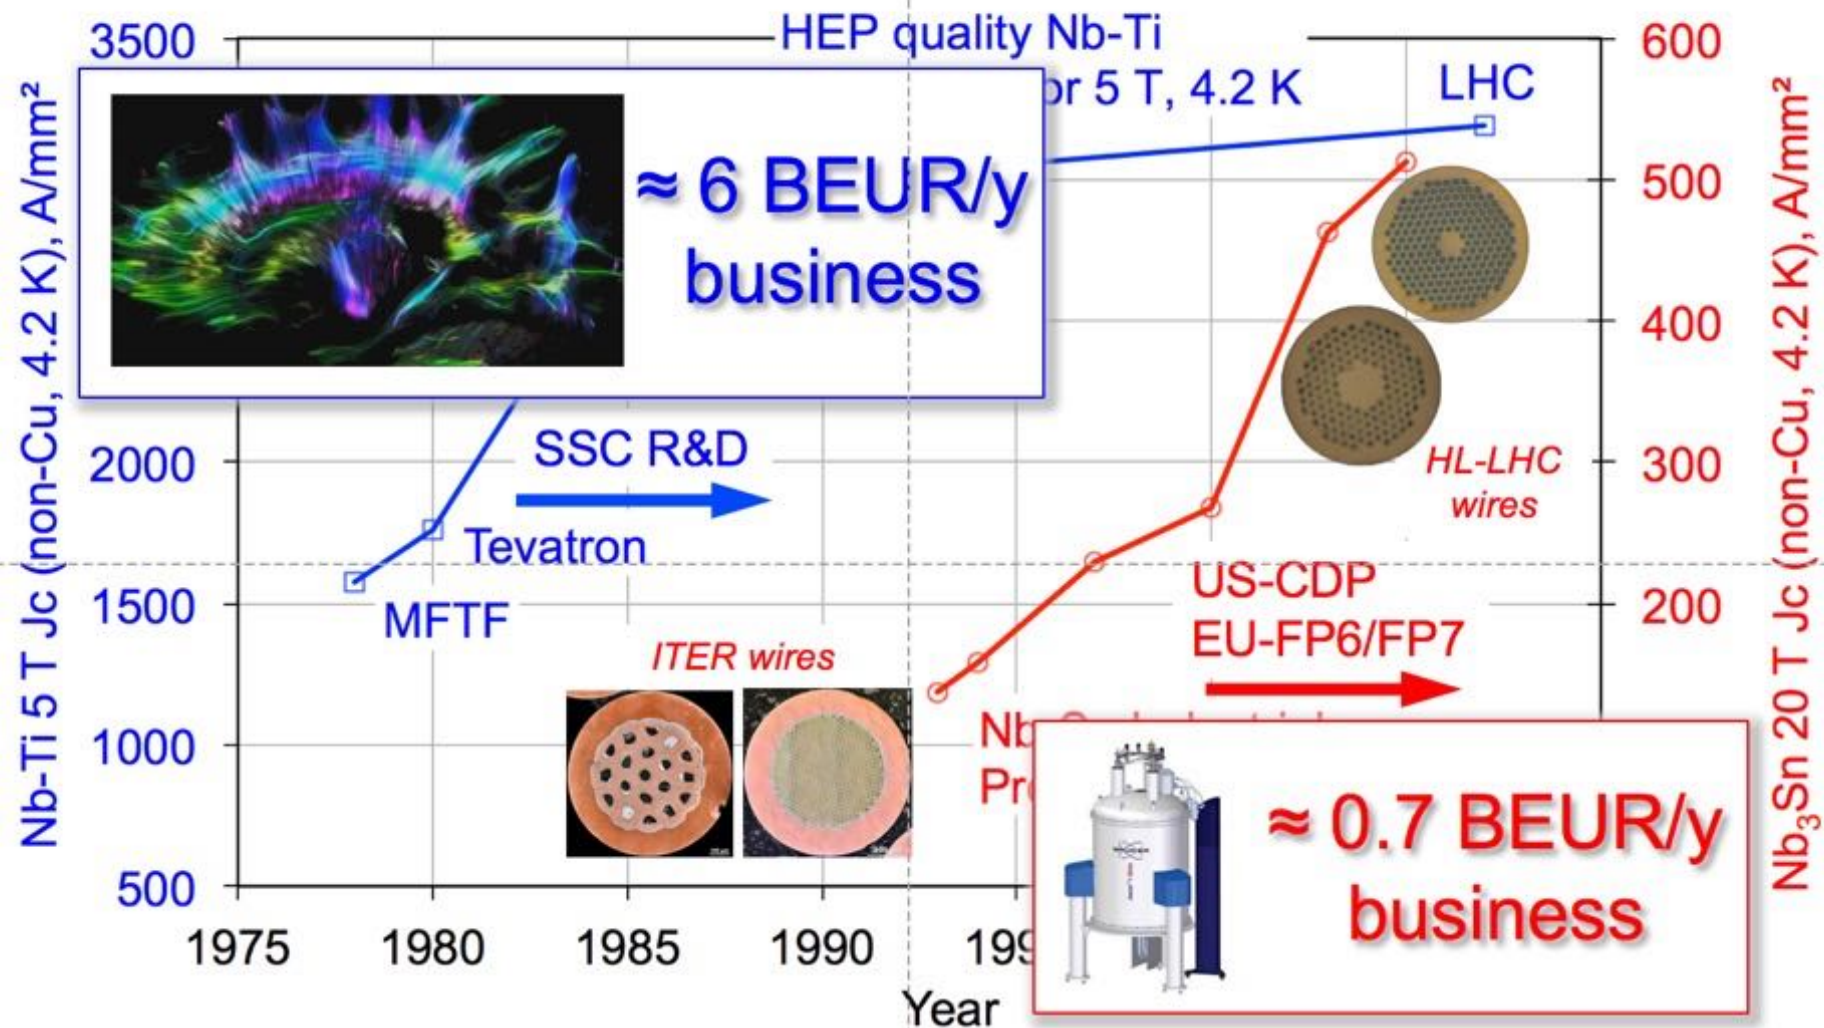 HEP quality Nb-Ti
or 5 T, 4.2 K
LHC
3500
2000
1500
1000
500
Nb-Ti 5 T Jc (non-Cu, 4.2 K), A/mm²
≈ 6 BEUR/y
business
SSC R&D
Tevatron
MFTF
ITER wires
HL-LHC
wires
US-CDP
EU-FP6/FP7
Nb
Pr
≈ 0.7 BEUR/y
business
600
500
400
300
200
Nb₃Sn 20 T Jc (non-Cu, 4.2 K), A/mm²
1975
1980
1985
1990
199
Year